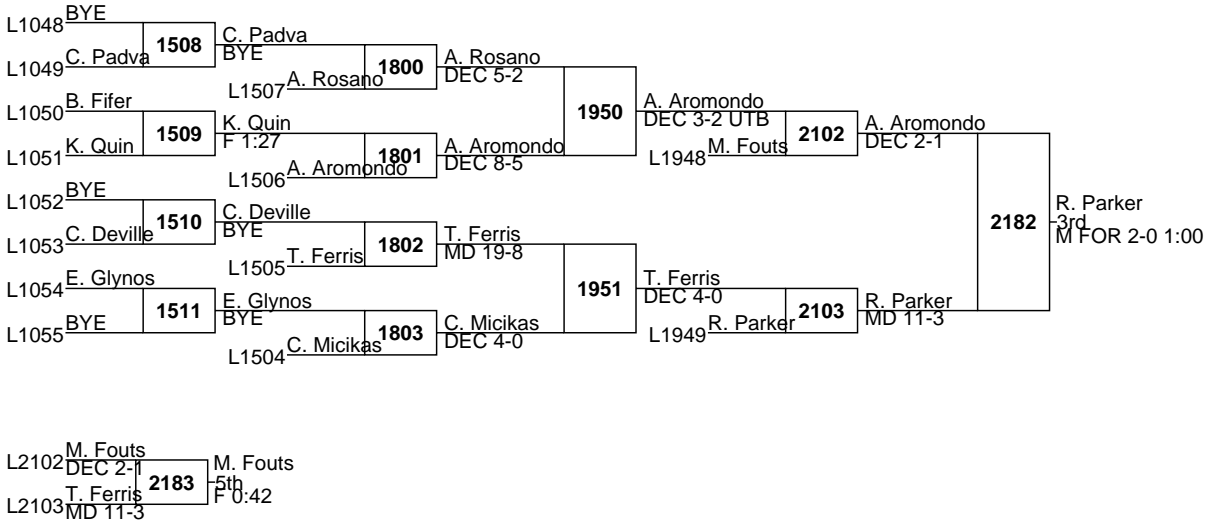 L1048 BYE
1508
C. Padva
BYE
L1049 C. Padva
1800
A. Rosano
DEC 5-2
L1507 A. Rosano
L1050 B. Fifer
1509
K. Quin
F 1:27
L1051 K. Quin
1801
A. Aromondo
DEC 8-5
L1506 A. Aromondo
1950
A. Aromondo
DEC 3-2 UTB
L1948 M. Fouts
2102
A. Aromondo
DEC 2-1
L1052 BYE
1510
C. Deville
BYE
L1053 C. Deville
1802
T. Ferris
MD 19-8
L1505 T. Ferris
L1054 E. Glynos
1511
E. Glynos
BYE
L1055 BYE
1803
C. Micikas
DEC 4-0
L1504 C. Micikas
1951
T. Ferris
DEC 4-0
L1949 R. Parker
2103
R. Parker
MD 11-3
2182
R. Parker
3rd
M FOR 2-0 1:00
L2102 M. Fouts
DEC 2-1
2183
M. Fouts
5th
F 0:42
L2103 T. Ferris
MD 11-3